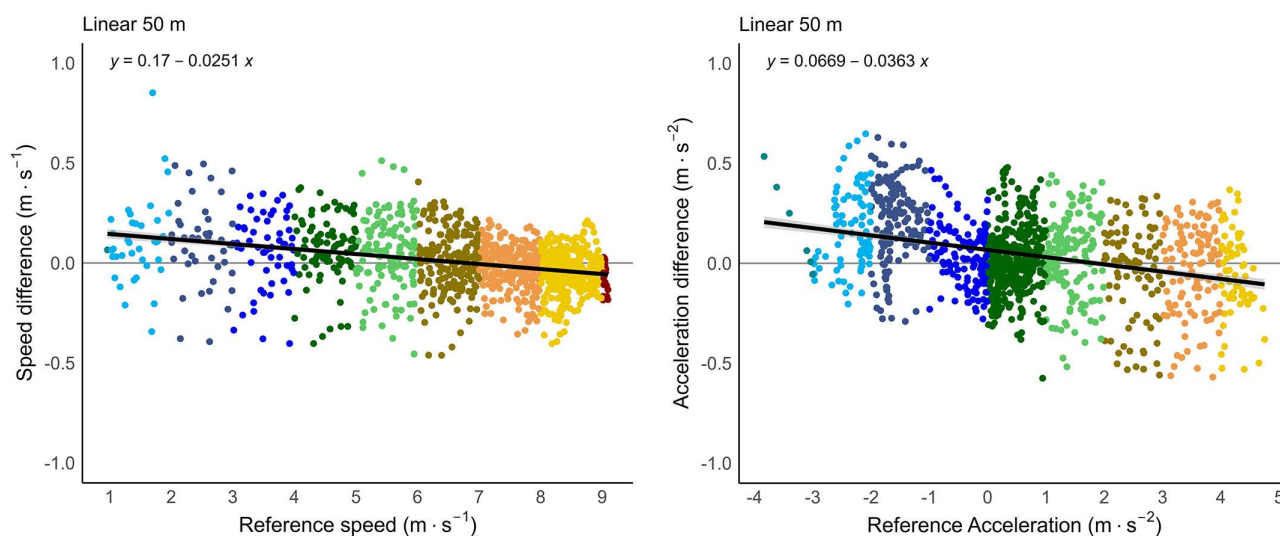 Linear 50 m
y = 0.17 − 0.0251 x
1.0
0.5
0.0
-0.5
-1.0
Speed difference (m · s⁻¹)
1 2 3 4 5 6 7 8 9
Reference speed (m · s⁻¹)
Linear 50 m
y = 0.0669 − 0.0363 x
1.0
0.5
0.0
-0.5
-1.0
Acceleration difference (m · s⁻²)
-4 -3 -2 -1 0 1 2 3 4 5
Reference Acceleration (m · s⁻²)